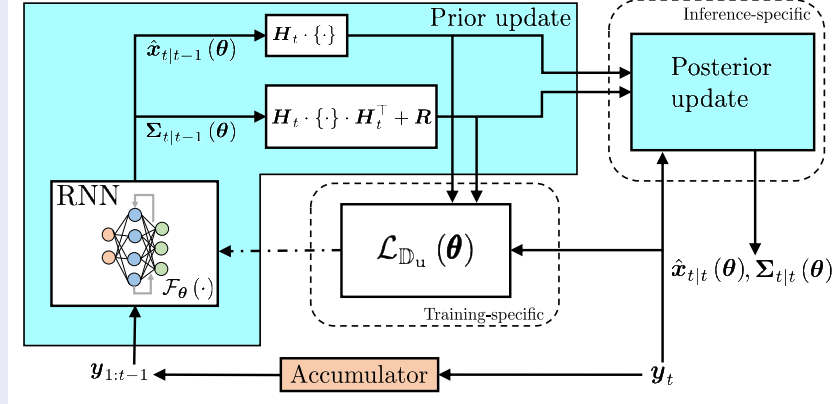 Prior update
Inference-specific
x̂_{t|t−1}(θ)
H_t · {·}
Posterior
update
Σ_{t|t−1}(θ)
H_t · {·} · H_t^⊤ + R
RNN
F_θ(·)
L_{D_u}(θ)
Training-specific
x̂_{t|t}(θ), Σ_{t|t}(θ)
y_{1:t−1}
Accumulator
y_t